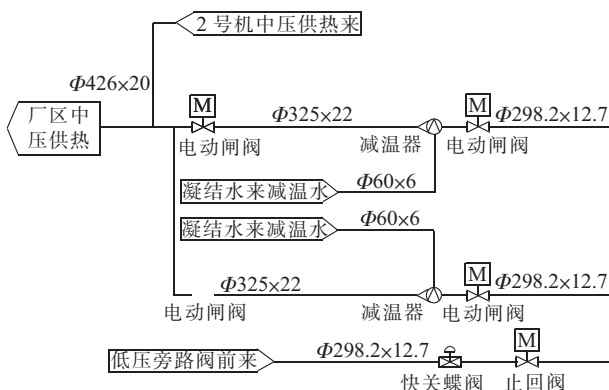 2号机中压供热来
Φ426×20
厂区中
压供热
M
Φ325×22
M
Φ298.2×12.7
电动闸阀
减温器
电动闸阀
凝结水来减温水
Φ60×6
凝结水来减温水
Φ60×6
Φ325×22
M
Φ298.2×12.7
电动闸阀
减温器
电动闸阀
低压旁路阀前来
Φ298.2×12.7
M
快关蝶阀
止回阀